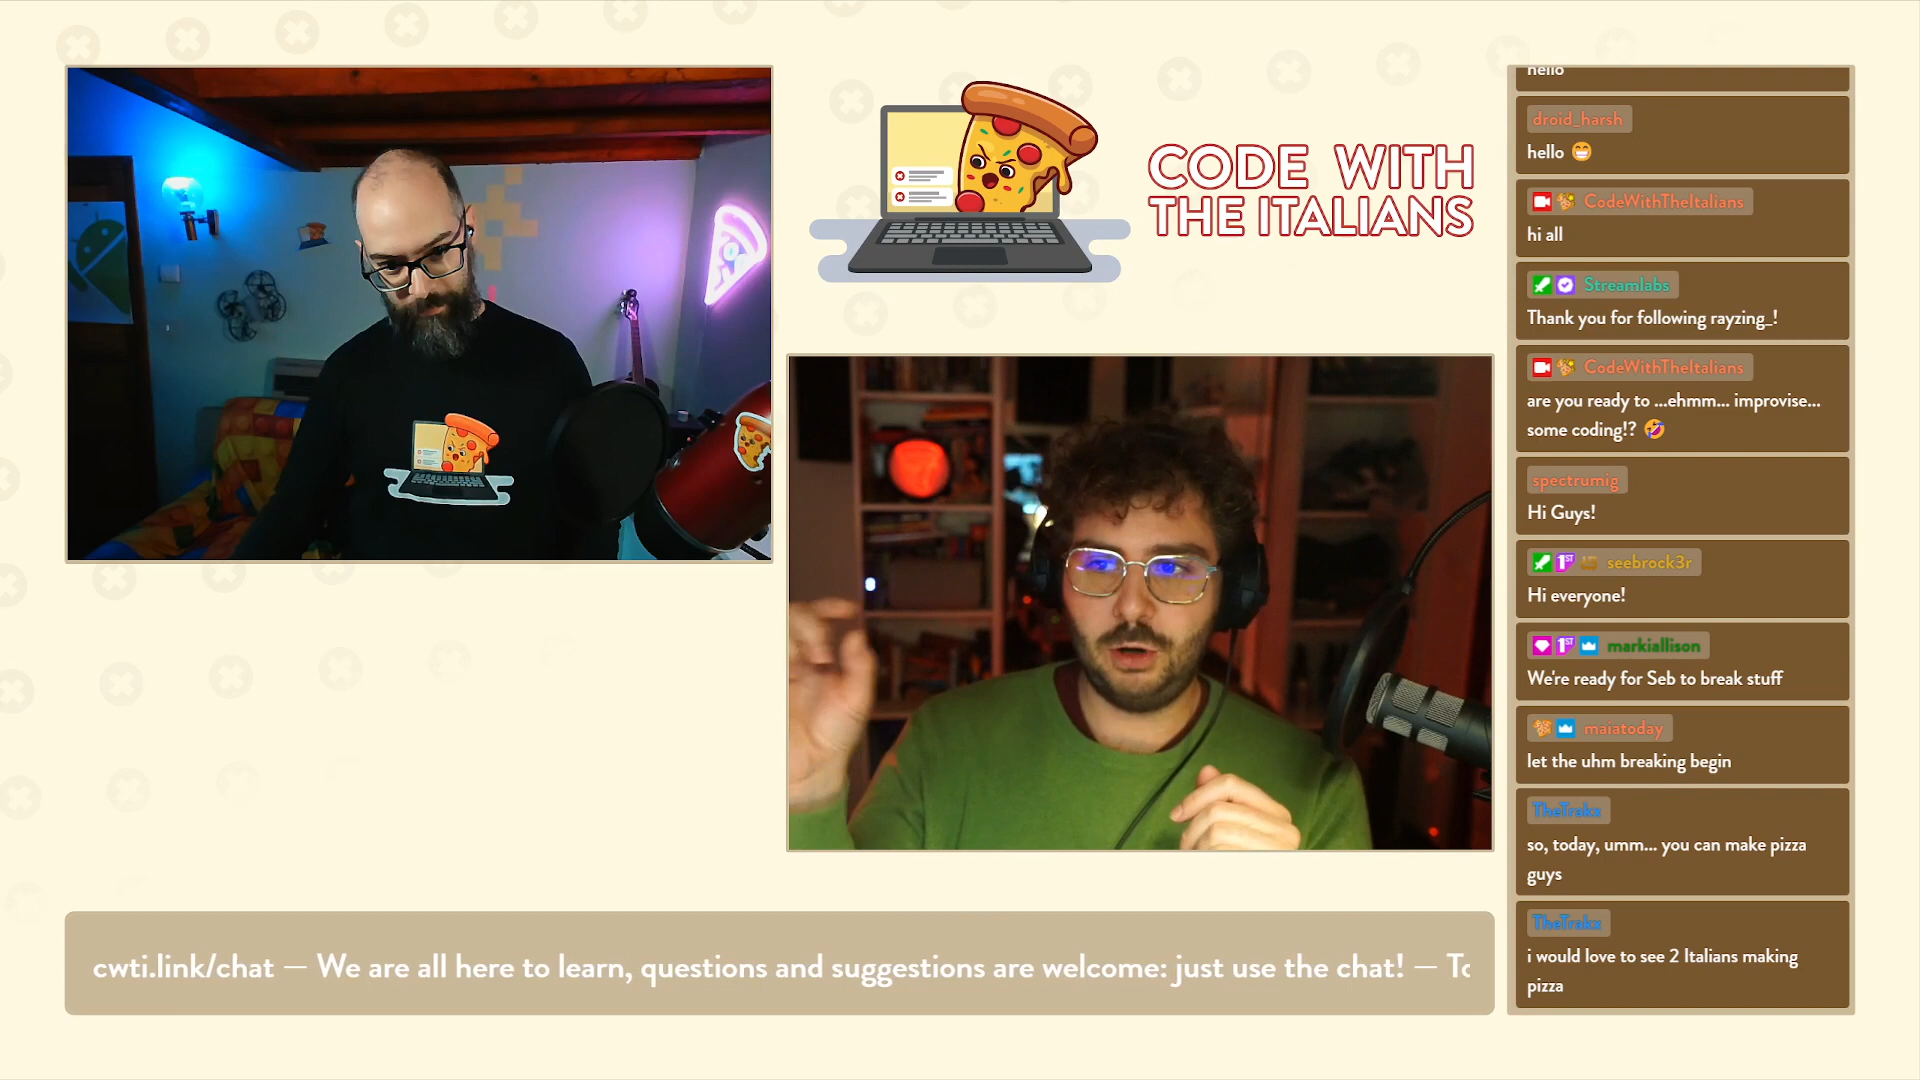 CODE WITH
THE ITALIANS
hello
droid_harsh
hello 😁
CodeWithTheItalians
hi all
Streamlabs
Thank you for following rayzing_!
CodeWithTheItalians
are you ready to ...ehmm... improvise...
some coding!? 🤣
spectrumig
Hi Guys!
1ST seebrock3r
Hi everyone!
1ST markiallison
We're ready for Seb to break stuff
maiatoday
let the uhm breaking begin
TheTrakx
so, today, umm... you can make pizza
guys
TheTrakx
i would love to see 2 Italians making
pizza
cwti.link/chat — We are all here to learn, questions and suggestions are welcome: just use the chat! — To